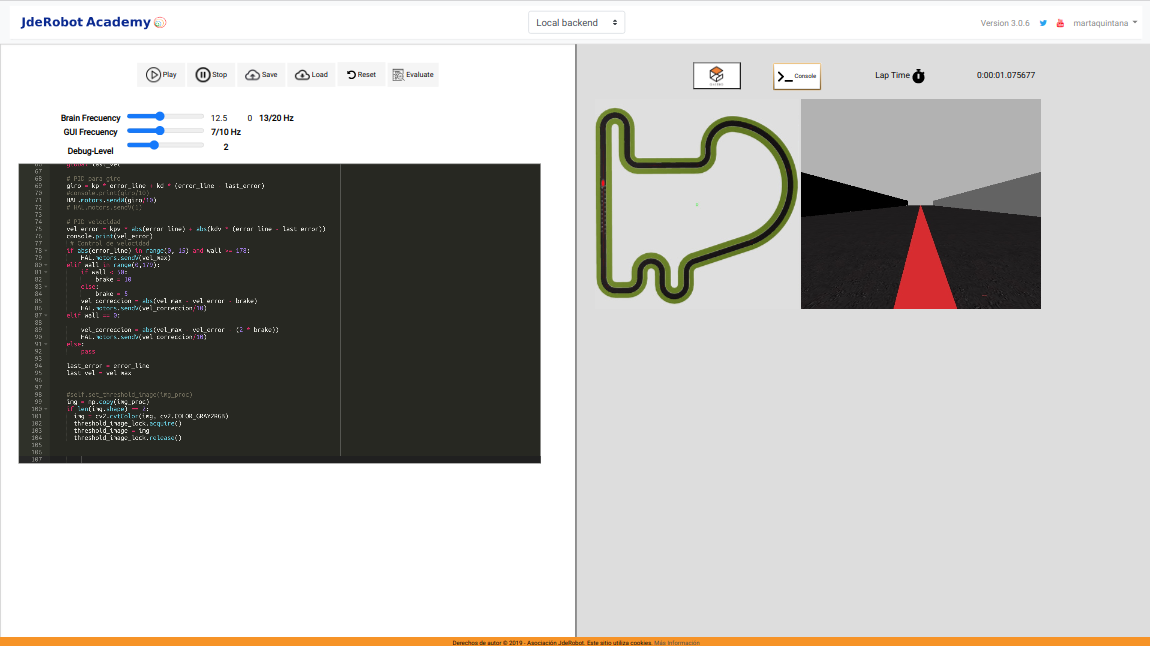 JdeRobot Academy
Local backend
Version 3.0.6
martaquintana
Play
Stop
Save
Load
Reset
Evaluate
Console
Lap Time
0:00:01.075677
Brain Frecuency
12.5
0
13/20 Hz
GUI Frecuency
7/10 Hz
Debug-Level
2
67
68 # PID para giro
69 giro = kp * error_line + kd * (error_line - last_error)
70 #console.print(giro/10)
71 HAL.motors.sendW(giro/10)
72 # HAL.motors.sendV(1)
73
74 # PID velocidad
75 vel_error = kpv * abs(error_line) + abs(kdv * (error_line - last_error))
76 console.print(vel_error)
77 # Control de velocidad
78 if abs(error_line) in range(0, 15) and wall == 178:
79 HAL.motors.sendV(vel_max)
80 elif wall in range(0,179):
81 if wall < 50:
82 brake = 10
83 else:
84 brake = 5
85 vel_correccion = abs(vel_max - vel_error - brake)
86 HAL.motors.sendV(vel_correccion/10)
87 elif wall == 0:
88
89 vel_correccion = abs(vel_max - vel_error - (2 * brake))
90 HAL.motors.sendV(vel_correccion/10)
91 else:
92 pass
93
94 last_error = error_line
95 last_vel = vel_max
96
97
98 #self.set_threshold_image(img_proc)
99 img = np.copy(img_proc)
100 if len(img.shape) == 2:
101 img = cv2.cvtColor(img, cv2.COLOR_GRAY2RGB)
102 threshold_image_lock.acquire()
103 threshold_image = img
104 threshold_image_lock.release()
105
106
107
Derechos de autor © 2019 - Asociación JdeRobot. Este sitio utiliza cookies. Más información